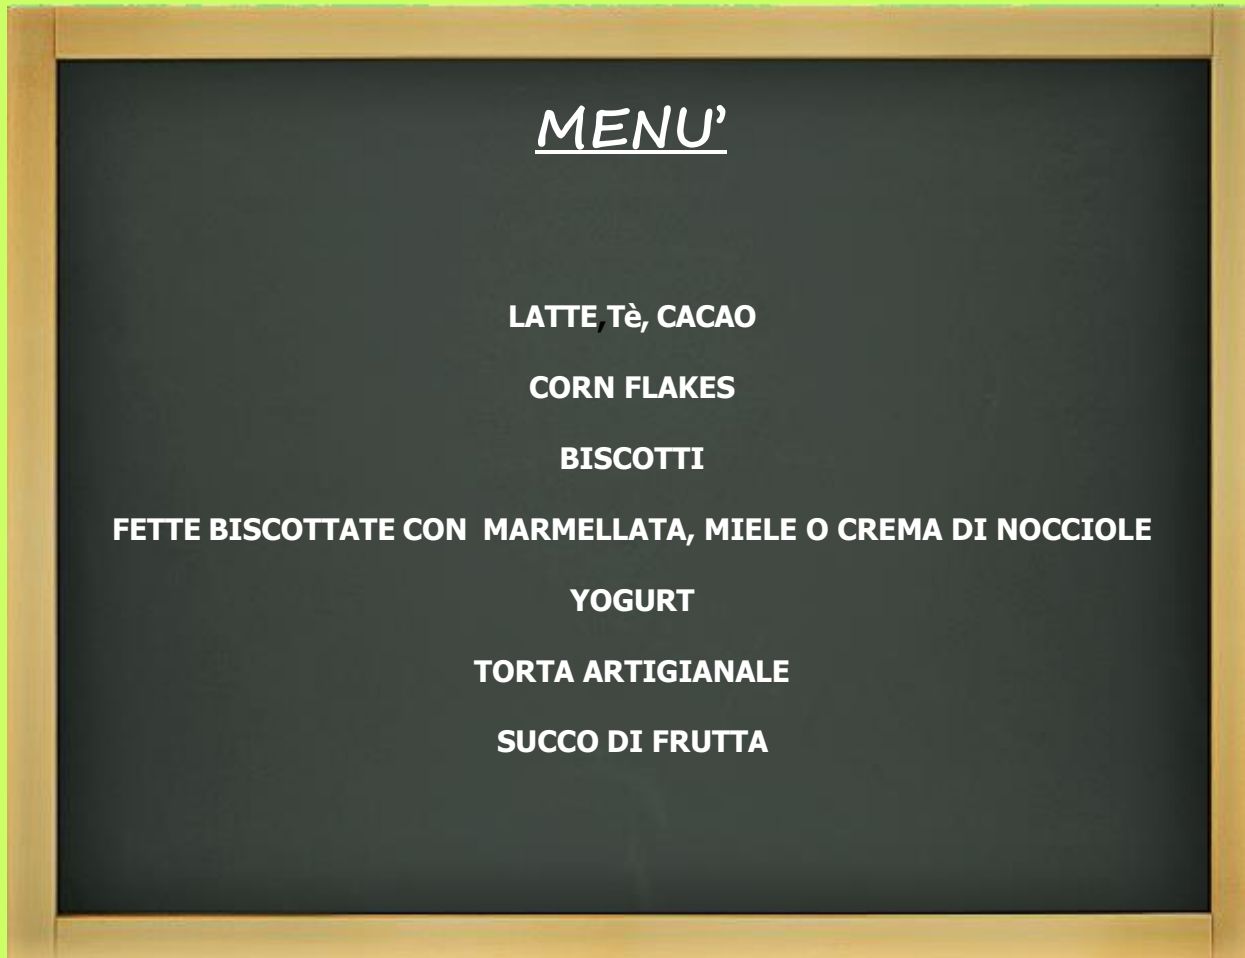 MENU’
LATTE,Tè, CACAO
CORN FLAKES
BISCOTTI
FETTE BISCOTTATE CON MARMELLATA, MIELE O CREMA DI NOCCIOLE
YOGURT
TORTA ARTIGIANALE
SUCCO DI FRUTTA